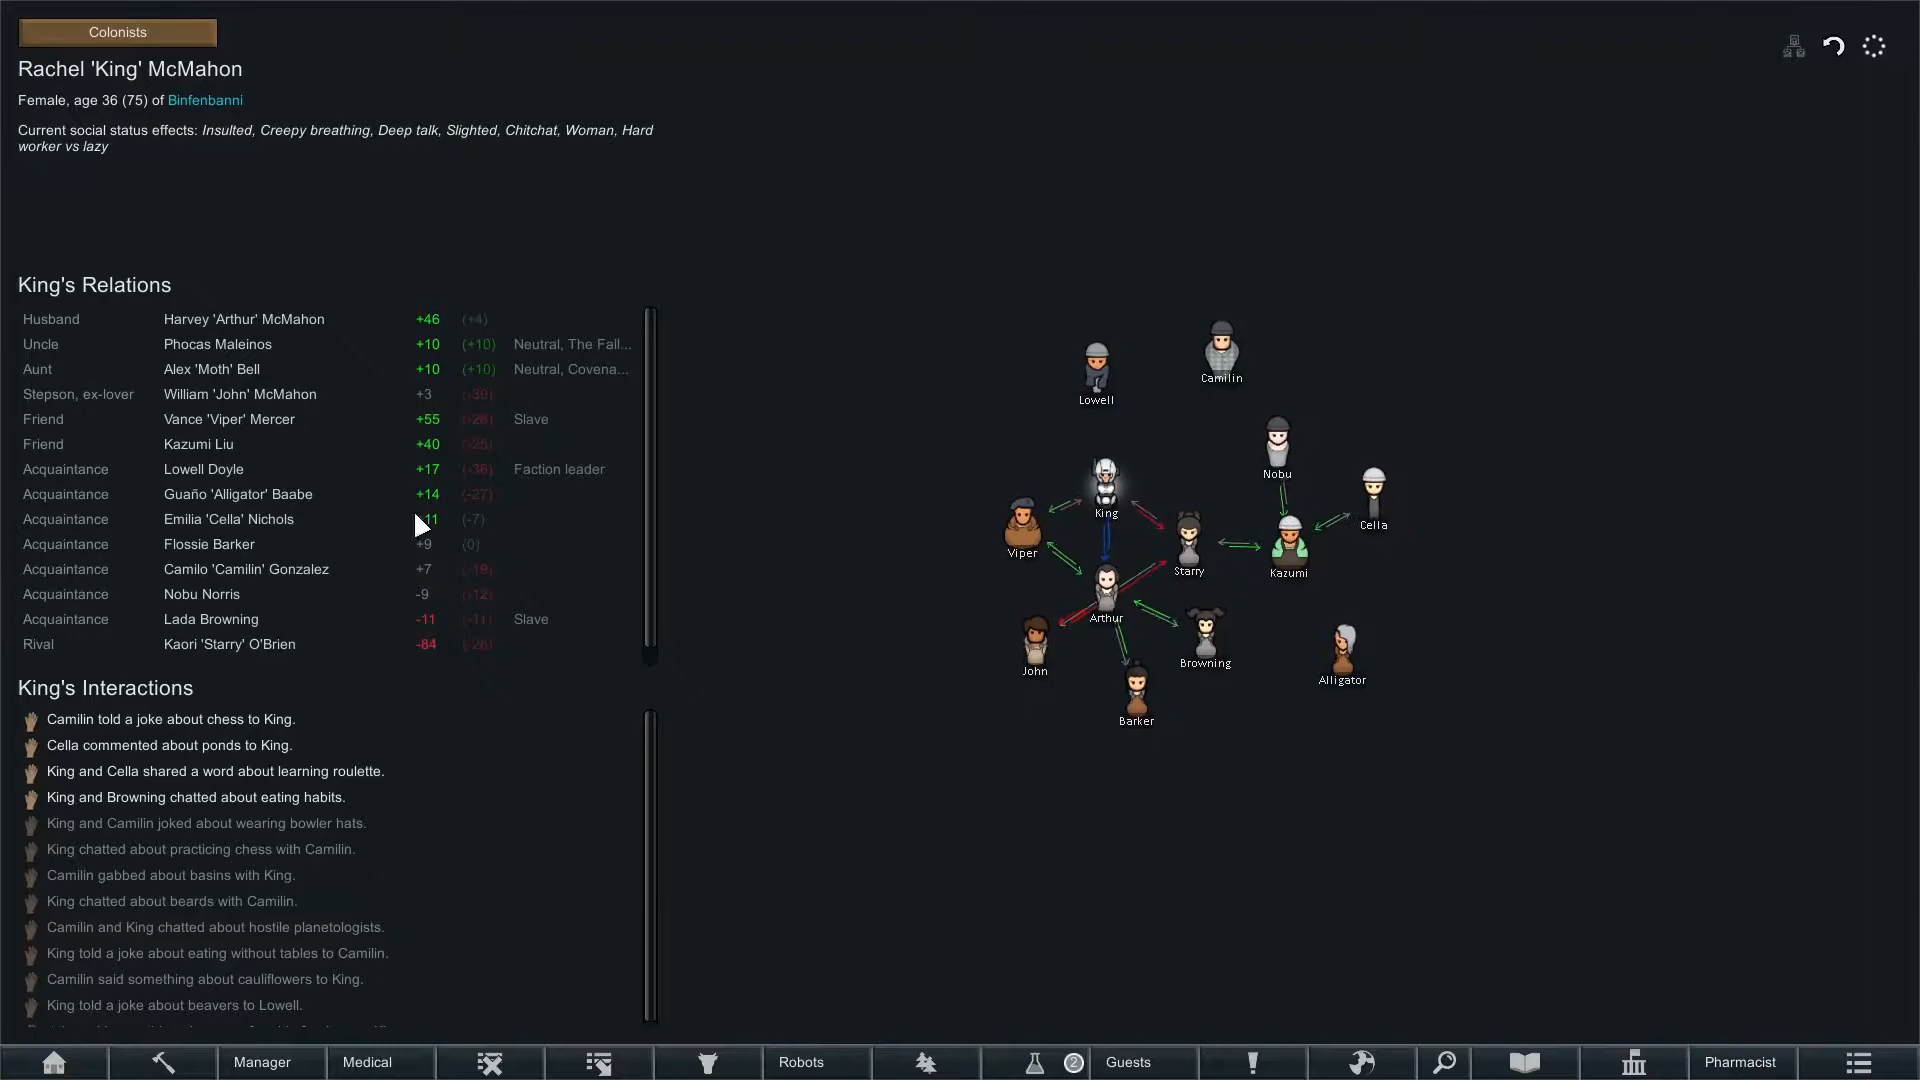 Colonists
Rachel 'King' McMahon
Female, age 36 (75) of Binfenbanni
Current social status effects: Insulted, Creepy breathing, Deep talk, Slighted, Chitchat, Woman, Hard
worker vs lazy
King's Relations
Husband Harvey 'Arthur' McMahon +46 (+4)
Uncle Phocas Maleinos +10 (+10) Neutral, The Fall...
Aunt Alex 'Moth' Bell +10 (+10) Neutral, Covena...
Stepson, ex-lover William 'John' McMahon +3
Friend Vance 'Viper' Mercer +55 Slave
Friend Kazumi Liu +40
Acquaintance Lowell Doyle +17 Faction leader
Acquaintance Guaño 'Alligator' Baabe +14 (-27)
Acquaintance Emilia 'Cella' Nichols 11 (-7)
Acquaintance Flossie Barker +9 (0)
Acquaintance Camilo 'Camilin' Gonzalez +7 (-19)
Acquaintance Nobu Norris -9 (-12)
Acquaintance Lada Browning -11 (-11) Slave
Rival Kaori 'Starry' O'Brien -84
King's Interactions
Camilin told a joke about chess to King.
Cella commented about ponds to King.
King and Cella shared a word about learning roulette.
King and Browning chatted about eating habits.
King and Camilin joked about wearing bowler hats.
King chatted about practicing chess with Camilin.
Camilin gabbed about basins with King.
King chatted about beards with Camilin.
Camilin and King chatted about hostile planetologists.
King told a joke about eating without tables to Camilin.
Camilin said something about cauliflowers to King.
King told a joke about beavers to Lowell.
Camilin
Lowell
Nobu
King
Cella
Viper
Starry
Kazumi
Arthur
Browning
John
Alligator
Barker
Manager
Medical
Robots
2
Guests
Pharmacist